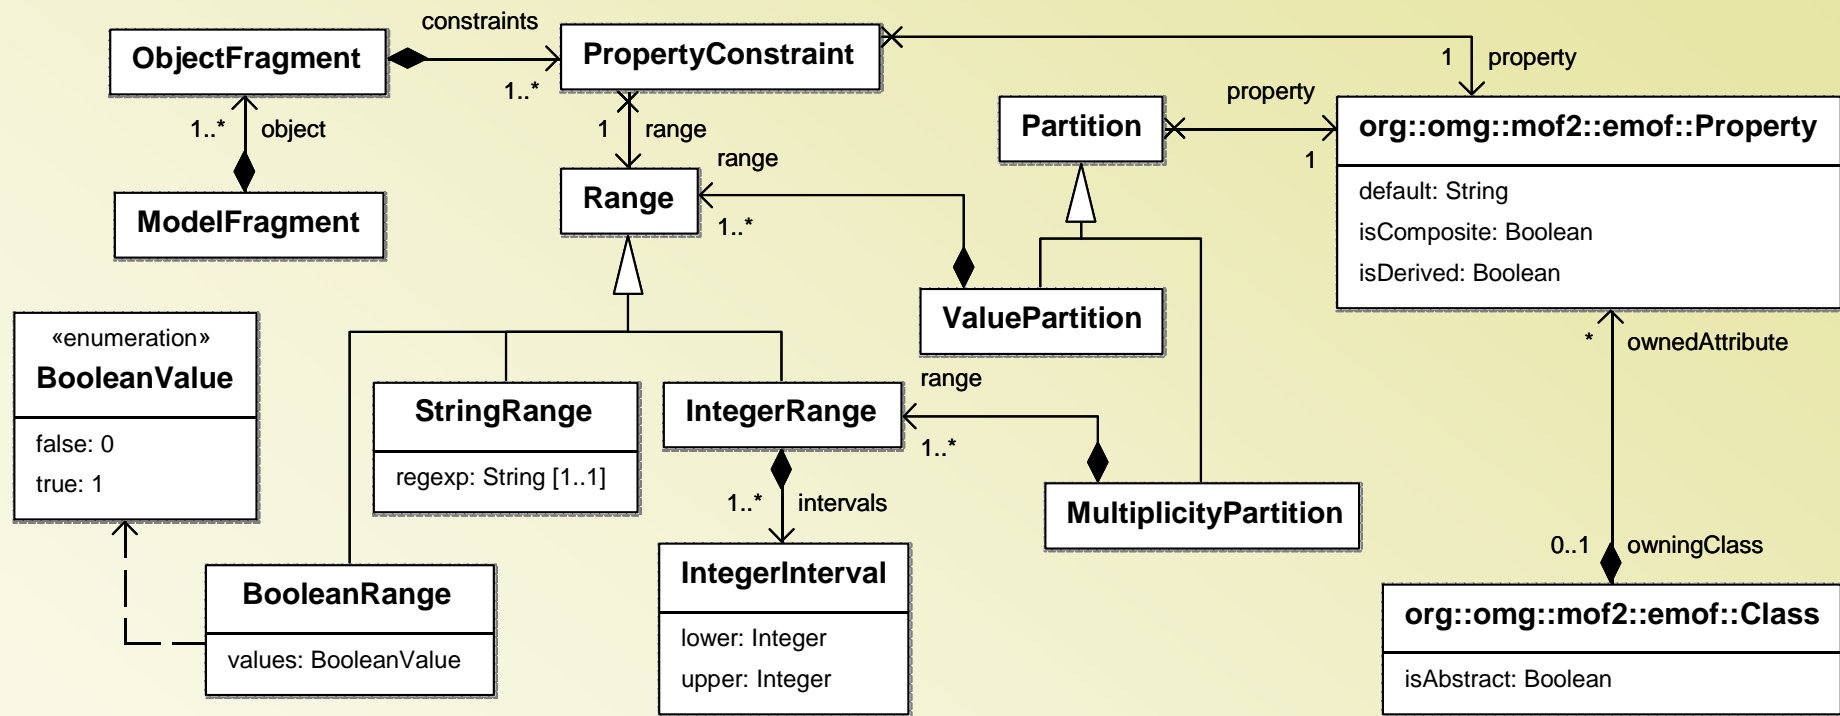 constraints
ObjectFragment
PropertyConstraint
1..*
1
property
1..*
object
1
range
range
Partition
property
1
org::omg::mof2::emof::Property
default: String
isComposite: Boolean
isDerived: Boolean
ModelFragment
Range
1..*
ValuePartition
«enumeration»
BooleanValue
false: 0
true: 1
StringRange
regexp: String [1..1]
IntegerRange
range
1..*
*
ownedAttribute
1..*
intervals
MultiplicityPartition
0..1
owningClass
BooleanRange
values: BooleanValue
IntegerInterval
lower: Integer
upper: Integer
org::omg::mof2::emof::Class
isAbstract: Boolean